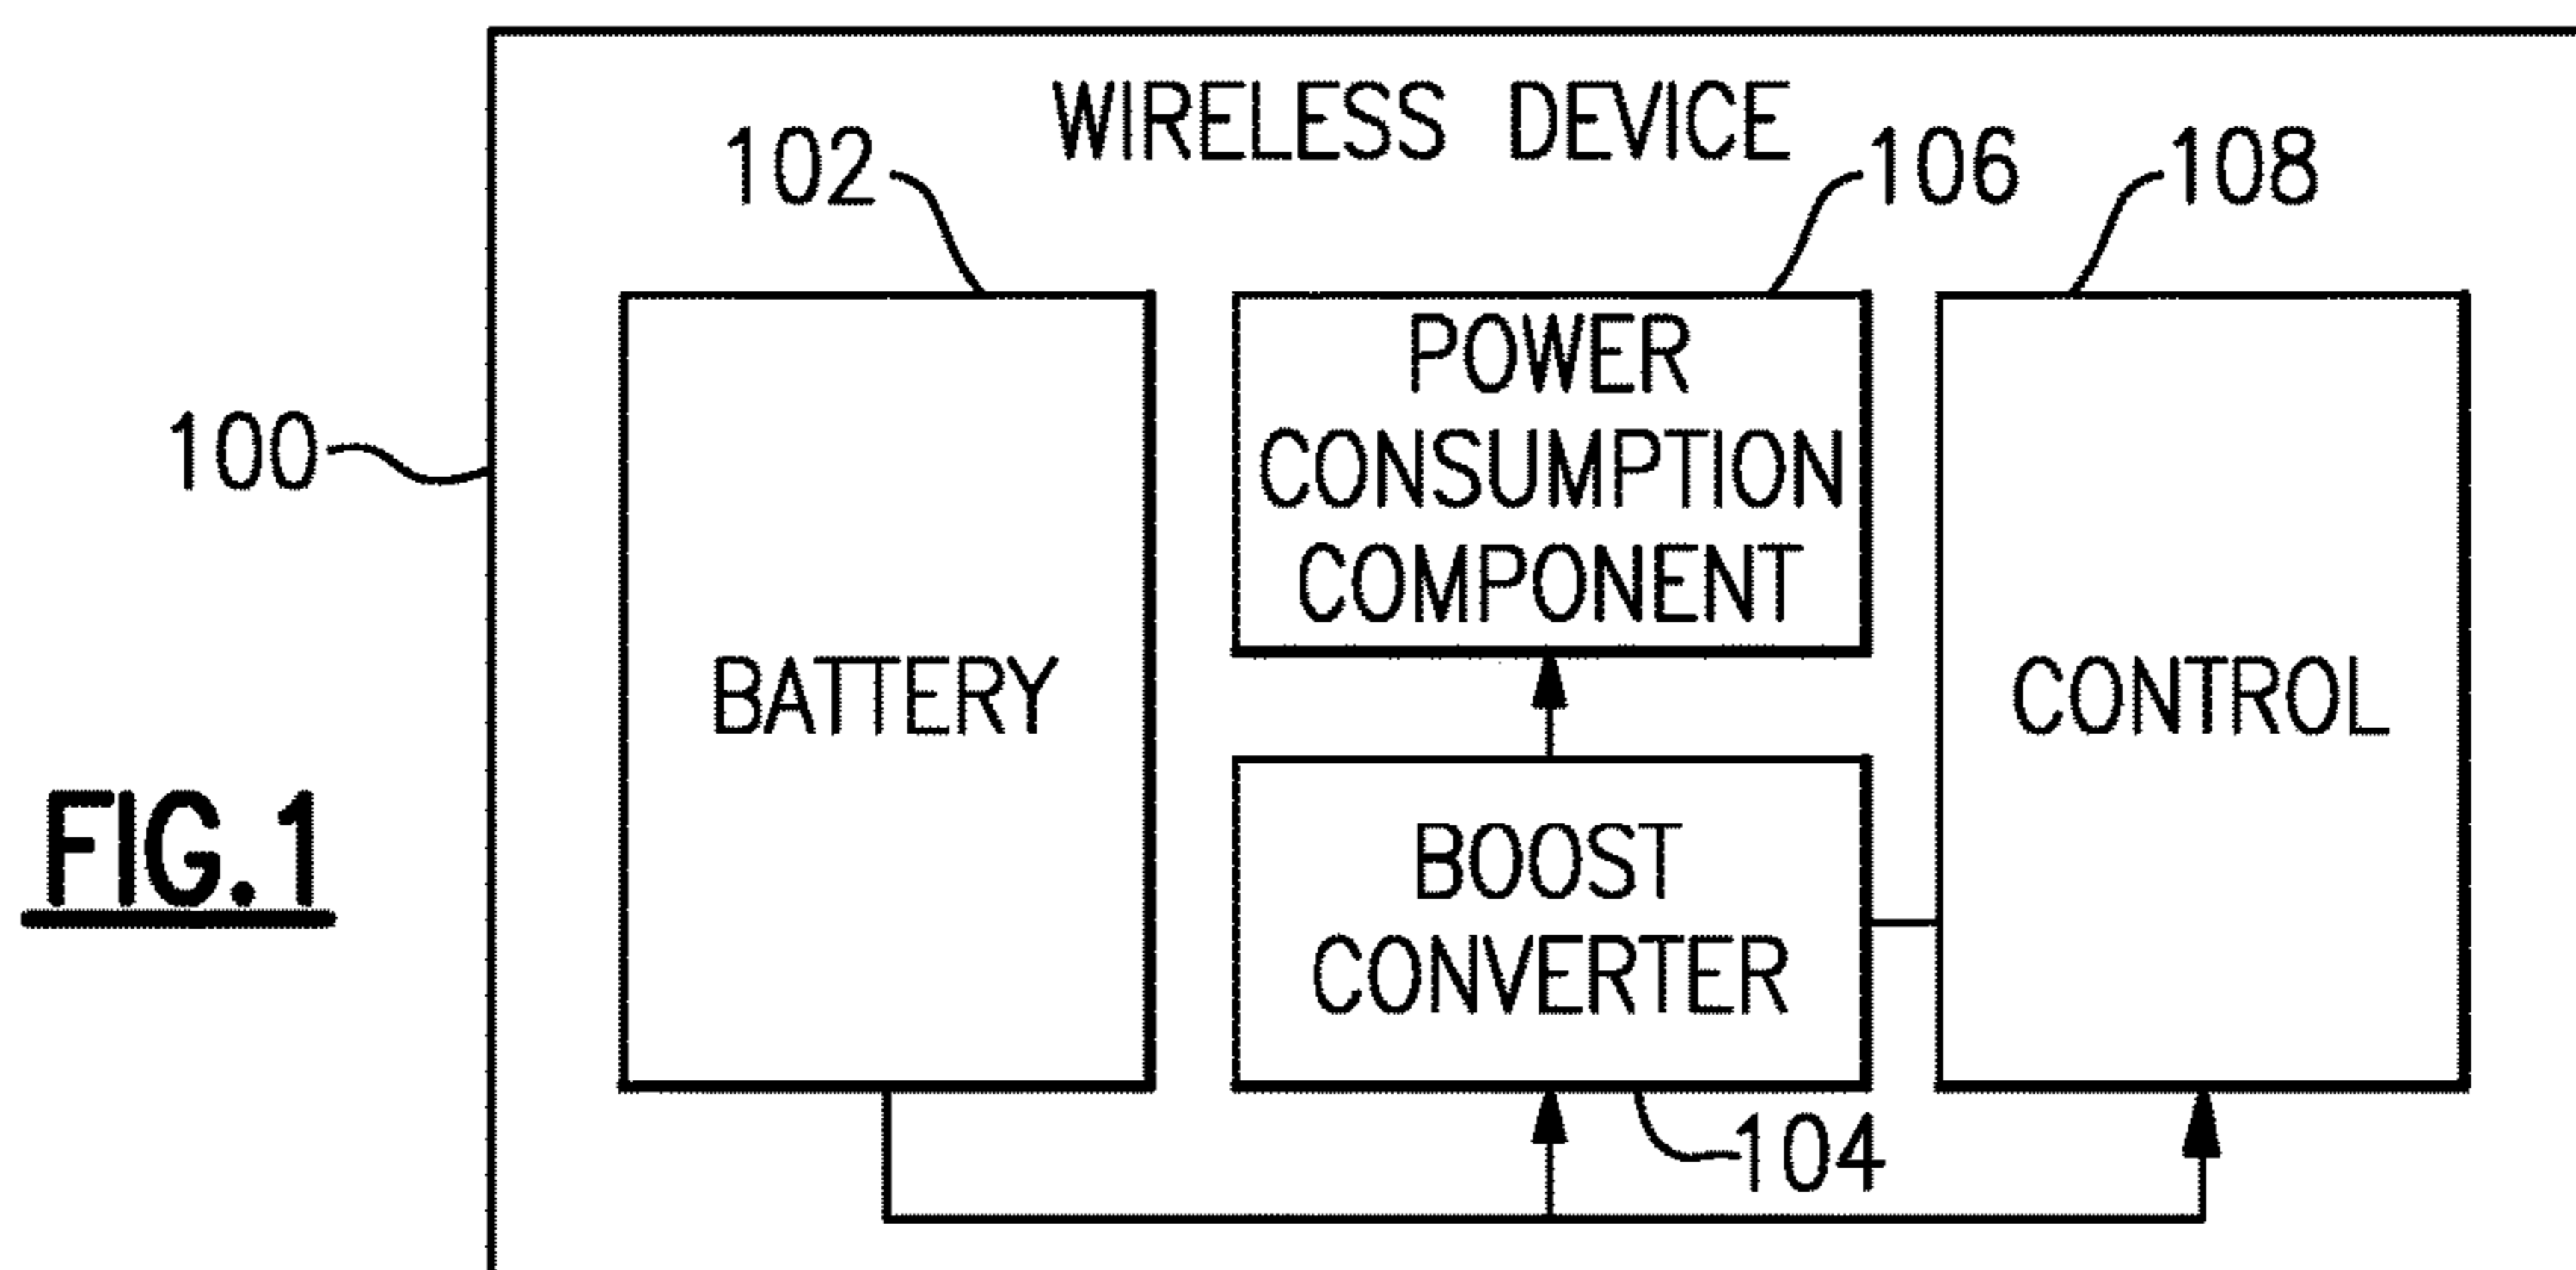 WIRELESS DEVICE
102
106
108
100
POWER
CONSUMPTION
COMPONENT
BATTERY
CONTROL
BOOST
CONVERTER
104
FIG.1